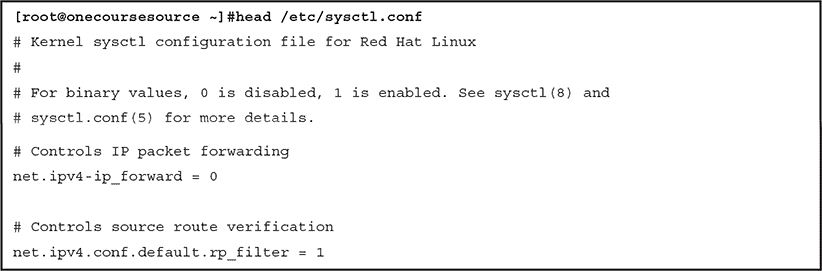 [root@onecoursesource ~]#head /etc/sysctl.conf
# Kernel sysctl configuration file for Red Hat Linux
#
# For binary values, 0 is disabled, 1 is enabled. See sysctl(8) and
# sysctl.conf(5) for more details.
# Controls IP packet forwarding
net.ipv4-ip_forward = 0
# Controls source route verification
net.ipv4.conf.default.rp_filter = 1